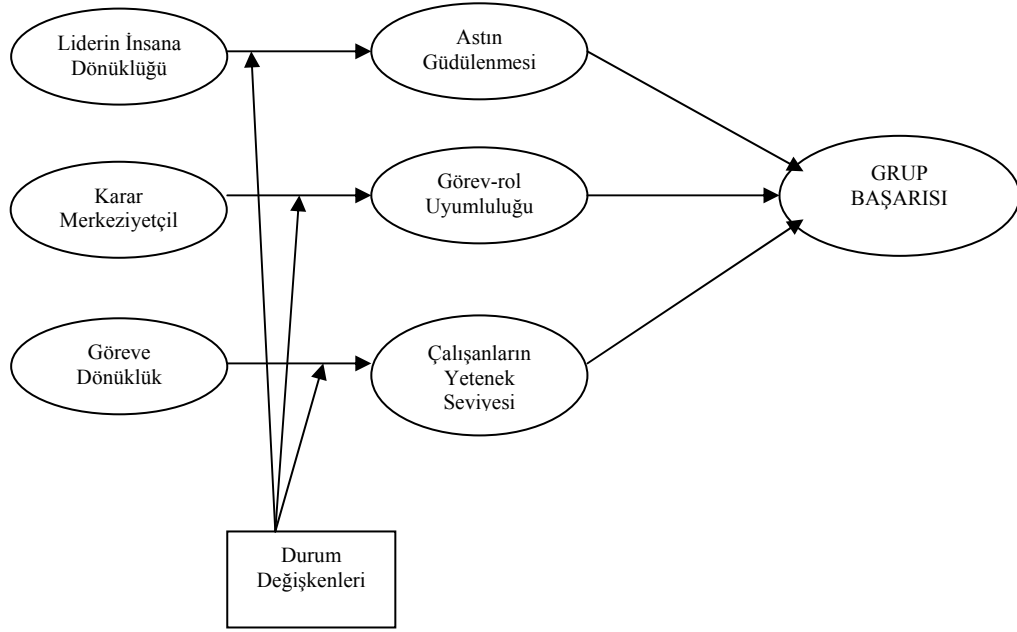 Liderin İnsana
Dönüklüğü
Astın
Güdülenmesi
Karar
Merkeziyetçil
Görev-rol
Uyumluluğu
GRUP
BAŞARISI
Göreve
Dönüklük
Çalışanların
Yetenek
Seviyesi
Durum
Değişkenleri